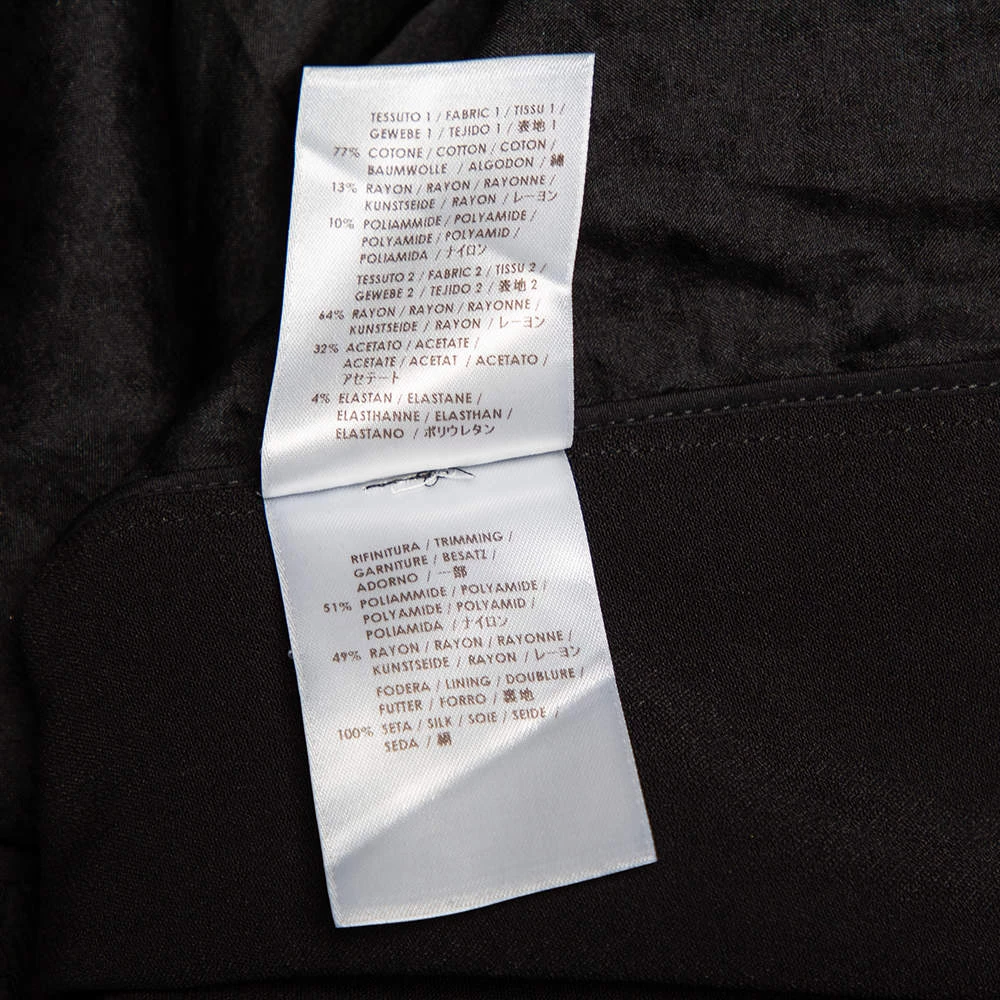 TESSUTO 1 / FABRIC 1 / TISSU 1 /
GEWEBE 1 / TEJIDO 1 / 表地 1
77% COTONE / COTTON / COTON /
BAUMWOLLE / ALGODON / 綿
13% RAYON / RAYON / RAYONNE /
KUNSTSEIDE / RAYON / レーヨン
10% POLIAMMIDE / POLYAMIDE /
POLYAMIDE / POLYAMID /
POLIAMIDA / ナイロン
TESSUTO 2 / FABRIC 2 / TISSU 2 /
GEWEBE 2 / TEJIDO 2 / 表地 2
64% RAYON / RAYON / RAYONNE /
KUNSTSEIDE / RAYON / レーヨン
32% ACETATO / ACETATE /
ACETATE / ACETAT / ACETATO /
アセテート
4% ELASTAN / ELASTANE /
ELASTHANNE / ELASTHAN /
ELASTANO / ポリウレタン
RIFINITURA / TRIMMING /
GARNITURE / BESATZ /
ADORNO / 一部
51% POLIAMMIDE / POLYAMIDE /
POLYAMIDE / POLYAMID /
POLIAMIDA / ナイロン
49% RAYON / RAYON / RAYONNE /
KUNSTSEIDE / RAYON / レーヨン
FODERA / LINING / DOUBLURE /
FUTTER / FORRO / 裏地
100% SETA / SILK / SOIE / SEIDE /
SEDA / 絹